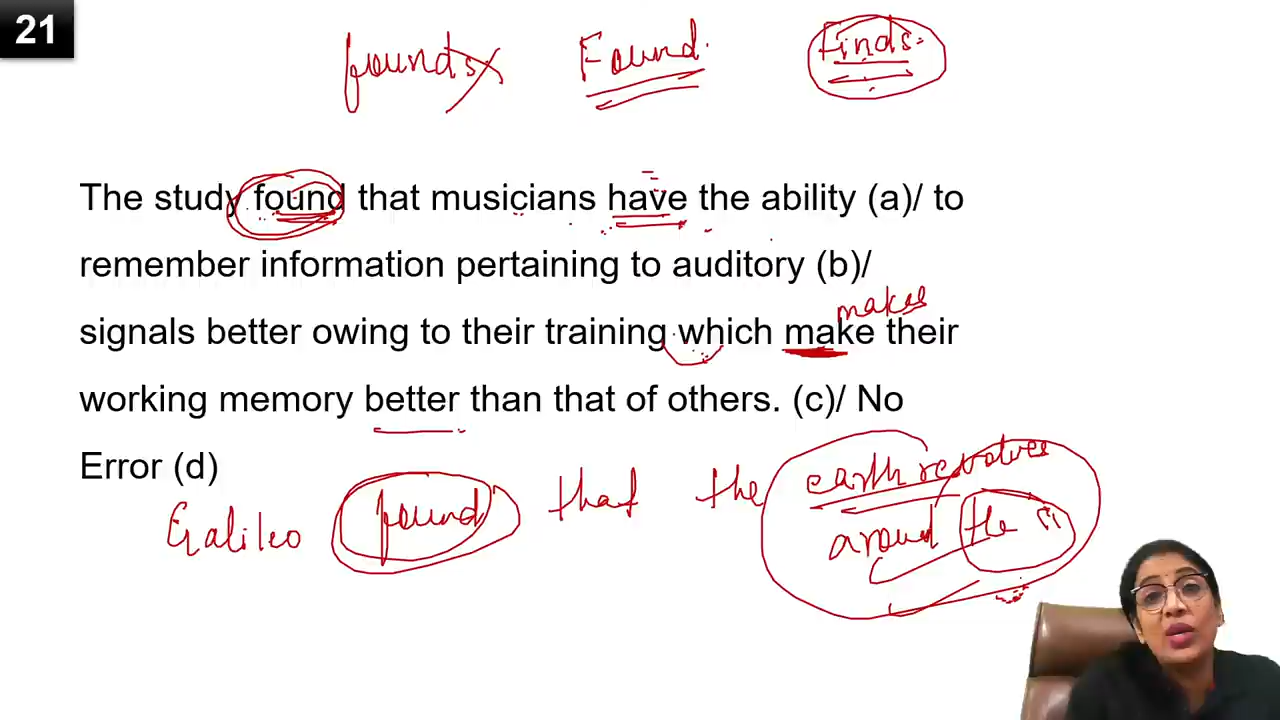 21
founds Found. Finds.
The study found that musicians have the ability (a)/ to
remember information pertaining to auditory (b)/
makes
signals better owing to their training which make their
working memory better than that of others. (c)/ No
Error (d)
Galileo found that the earth revolves
around the